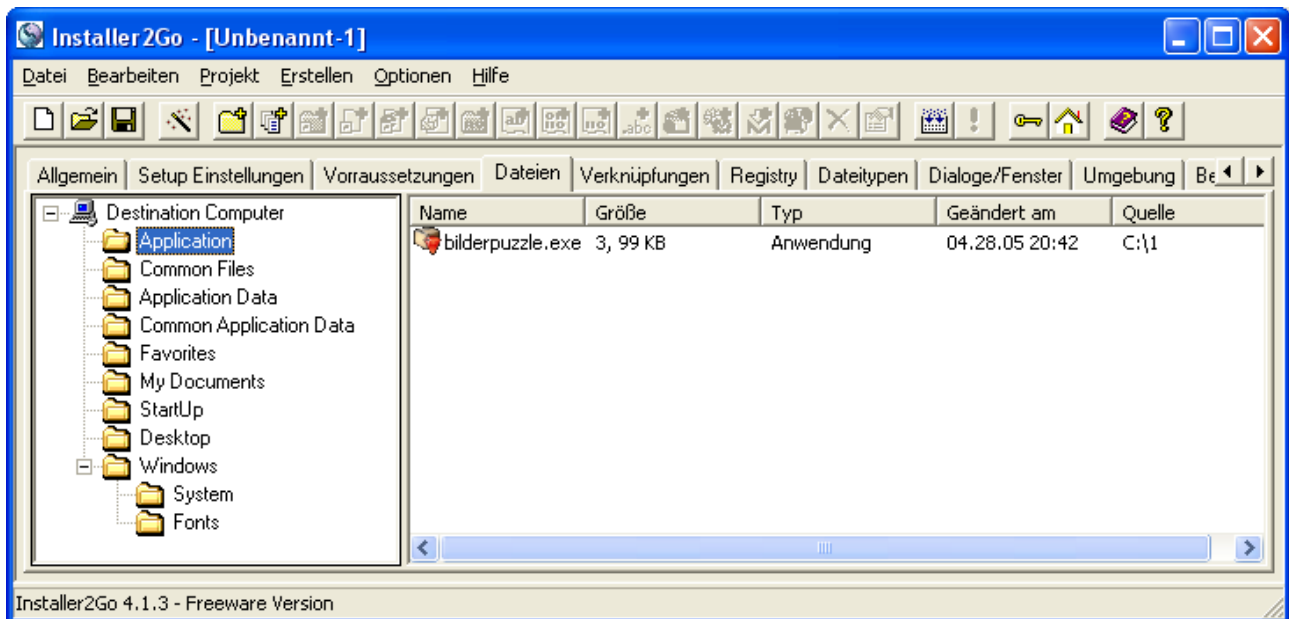 Installer2Go - [Unbenannt-1]
Datei Bearbeiten Projekt Erstellen Optionen Hilfe
Allgemein Setup Einstellungen Vorraussetzungen Dateien Verknüpfungen Registry Dateitypen Dialoge/Fenster Umgebung
Destination Computer
Application
Common Files
Application Data
Common Application Data
Favorites
My Documents
StartUp
Desktop
Windows
System
Fonts
Name Größe Typ Geändert am Quelle
bilderpuzzle.exe 3, 99 KB Anwendung 04.28.05 20:42 C:\1
Installer2Go 4.1.3 - Freeware Version